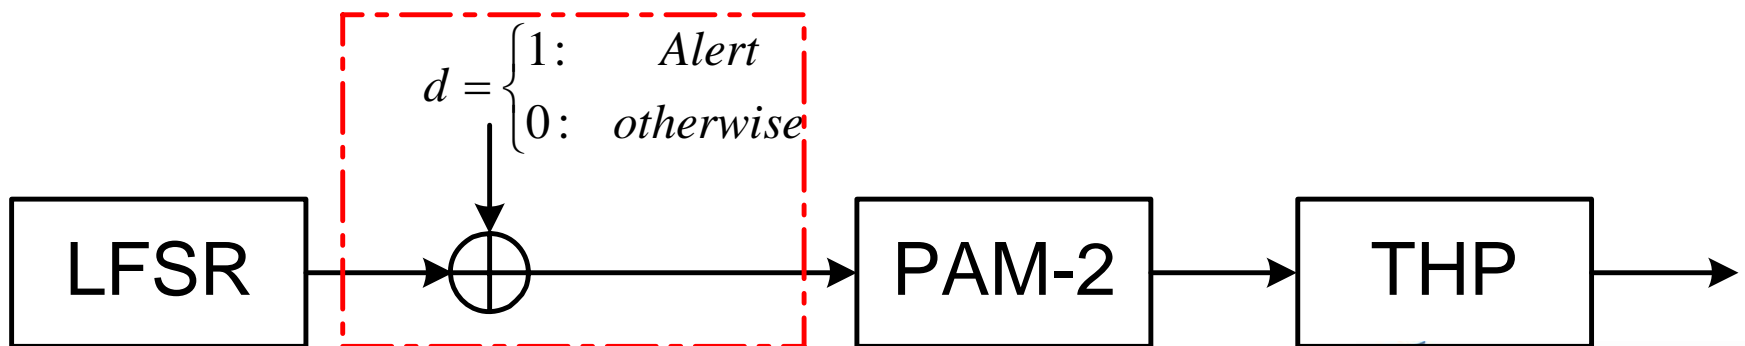 d = { 1: Alert
0: otherwise
LFSR
PAM-2
THP